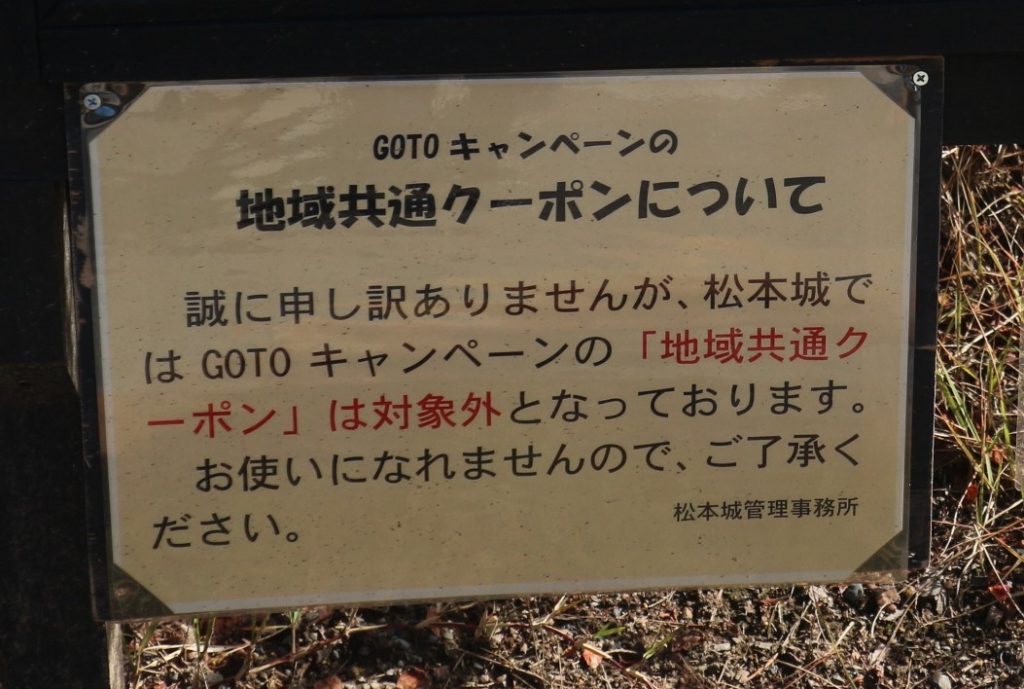 GOTO キャンペーンの
地域共通クーポンについて
誠に申し訳ありませんが、松本城で
は GOTO キャンペーンの「地域共通ク
ーポン」は対象外となっております。
お使いになれませんので、ご了承く
ださい。
松本城管理事務所